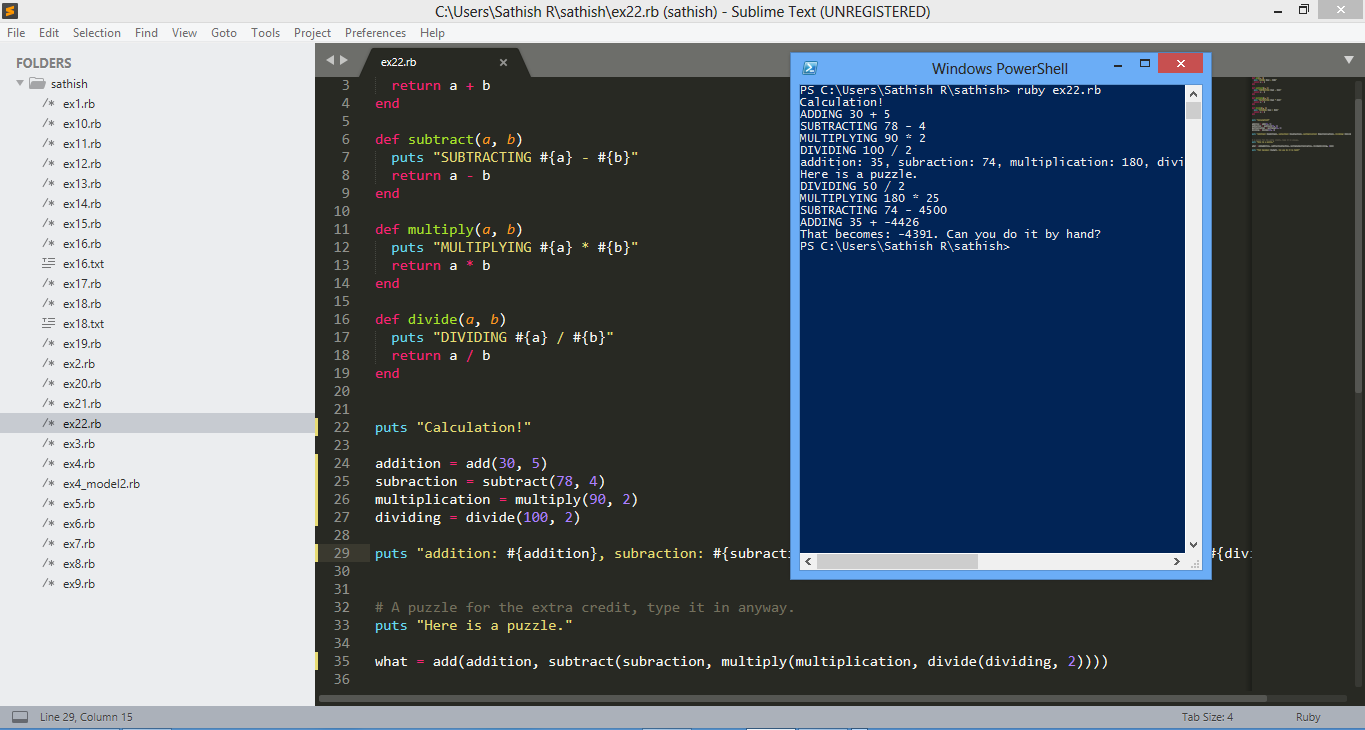 C:\Users\Sathish R\sathish\ex22.rb (sathish) - Sublime Text (UNREGISTERED)
File Edit Selection Find View Goto Tools Project Preferences Help
FOLDERS
sathish
/* ex1.rb
/* ex10.rb
/* ex11.rb
/* ex12.rb
/* ex13.rb
/* ex14.rb
/* ex15.rb
/* ex16.rb
ex16.txt
/* ex17.rb
/* ex18.rb
ex18.txt
/* ex19.rb
/* ex2.rb
/* ex20.rb
/* ex21.rb
/* ex22.rb
/* ex3.rb
/* ex4.rb
/* ex4_model2.rb
/* ex5.rb
/* ex6.rb
/* ex7.rb
/* ex8.rb
/* ex9.rb
ex22.rb
3 return a + b
4 end
5
6 def subtract(a, b)
7 puts "SUBTRACTING #{a} - #{b}"
8 return a - b
9 end
10
11 def multiply(a, b)
12 puts "MULTIPLYING #{a} * #{b}"
13 return a * b
14 end
15
16 def divide(a, b)
17 puts "DIVIDING #{a} / #{b}"
18 return a / b
19 end
20
21
22 puts "Calculation!"
23
24 addition = add(30, 5)
25 subraction = subtract(78, 4)
26 multiplication = multiply(90, 2)
27 dividing = divide(100, 2)
28
29 puts "addition: #{addition}, subraction: #{subracti #{divi
30
31
32 # A puzzle for the extra credit, type it in anyway.
33 puts "Here is a puzzle."
34
35 what = add(addition, subtract(subraction, multiply(multiplication, divide(dividing, 2))))
36
Windows PowerShell
PS C:\Users\Sathish R\sathish> ruby ex22.rb
Calculation!
ADDING 30 + 5
SUBTRACTING 78 - 4
MULTIPLYING 90 * 2
DIVIDING 100 / 2
addition: 35, subraction: 74, multiplication: 180, divi
Here is a puzzle.
DIVIDING 50 / 2
MULTIPLYING 180 * 25
SUBTRACTING 74 - 4500
ADDING 35 + -4426
That becomes: -4391. Can you do it by hand?
PS C:\Users\Sathish R\sathish>
Line 29, Column 15
Tab Size: 4
Ruby